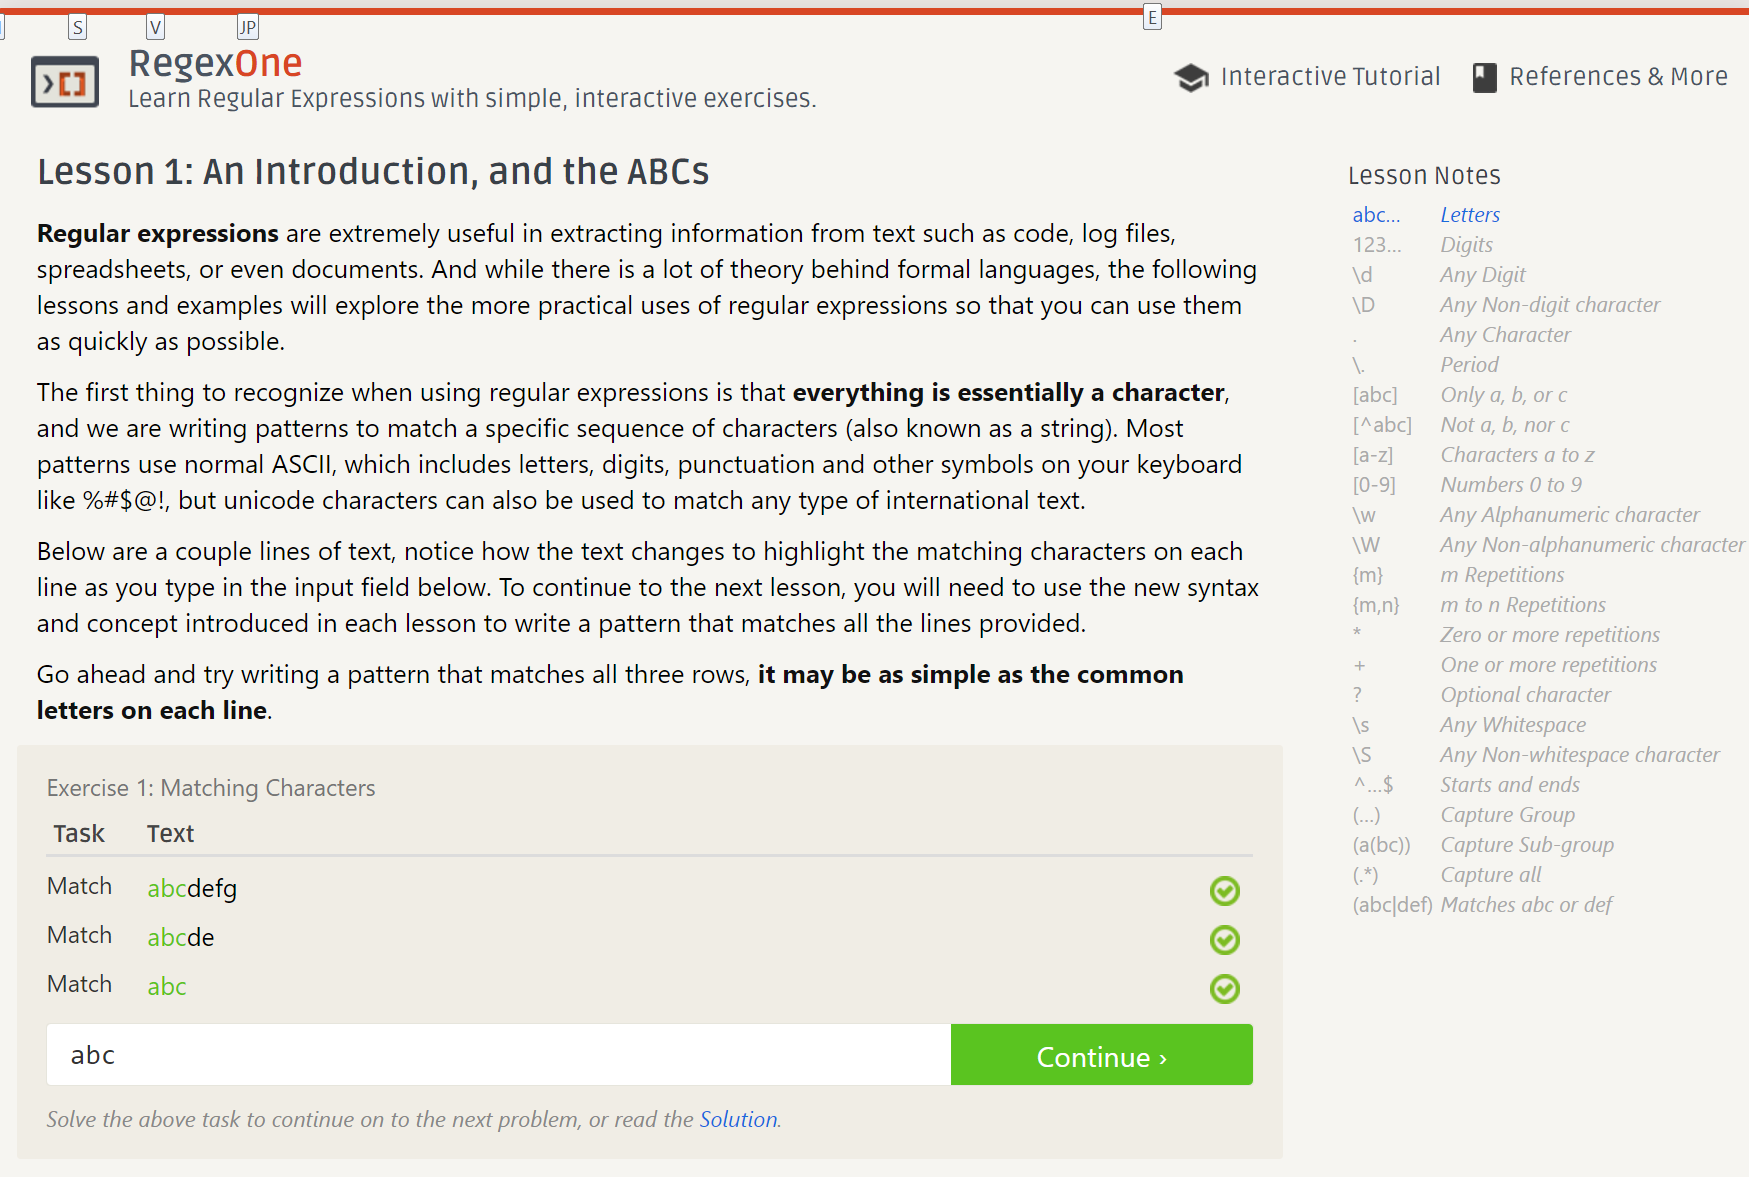 S
V
JP
E
RegexOne
Learn Regular Expressions with simple, interactive exercises.
Interactive Tutorial
References & More
Lesson 1: An Introduction, and the ABCs
Regular expressions are extremely useful in extracting information from text such as code, log files,
spreadsheets, or even documents. And while there is a lot of theory behind formal languages, the following
lessons and examples will explore the more practical uses of regular expressions so that you can use them
as quickly as possible.
The first thing to recognize when using regular expressions is that everything is essentially a character,
and we are writing patterns to match a specific sequence of characters (also known as a string). Most
patterns use normal ASCII, which includes letters, digits, punctuation and other symbols on your keyboard
like %#$@!, but unicode characters can also be used to match any type of international text.
Below are a couple lines of text, notice how the text changes to highlight the matching characters on each
line as you type in the input field below. To continue to the next lesson, you will need to use the new syntax
and concept introduced in each lesson to write a pattern that matches all the lines provided.
Go ahead and try writing a pattern that matches all three rows, it may be as simple as the common
letters on each line.
Exercise 1: Matching Characters
Task Text
Match abcdefg
Match abcde
Match abc
abc
Continue ›
Solve the above task to continue on to the next problem, or read the Solution.
Lesson Notes
abc... Letters
123... Digits
\d Any Digit
\D Any Non-digit character
. Any Character
\. Period
[abc] Only a, b, or c
[^abc] Not a, b, nor c
[a-z] Characters a to z
[0-9] Numbers 0 to 9
\w Any Alphanumeric character
\W Any Non-alphanumeric character
{m} m Repetitions
{m,n} m to n Repetitions
* Zero or more repetitions
+ One or more repetitions
? Optional character
\s Any Whitespace
\S Any Non-whitespace character
^...$ Starts and ends
(...) Capture Group
(a(bc)) Capture Sub-group
(.*) Capture all
(abc|def) Matches abc or def